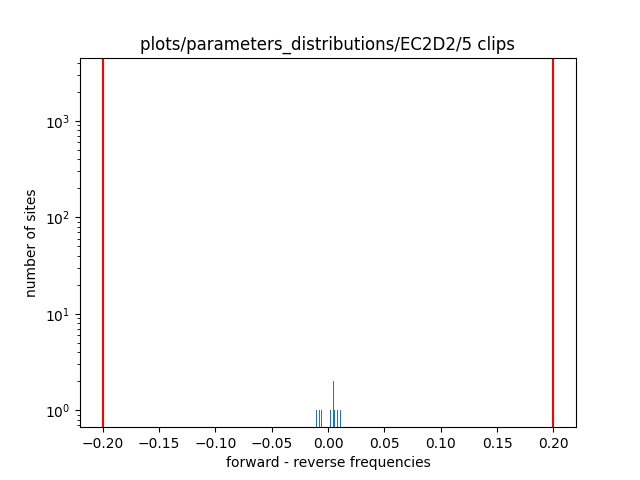 plots/parameters_distributions/EC2D2/5 clips
number of sites
10³
10²
10¹
10⁰
−0.20 −0.15 −0.10 −0.05 0.00 0.05 0.10 0.15 0.20
forward - reverse frequencies